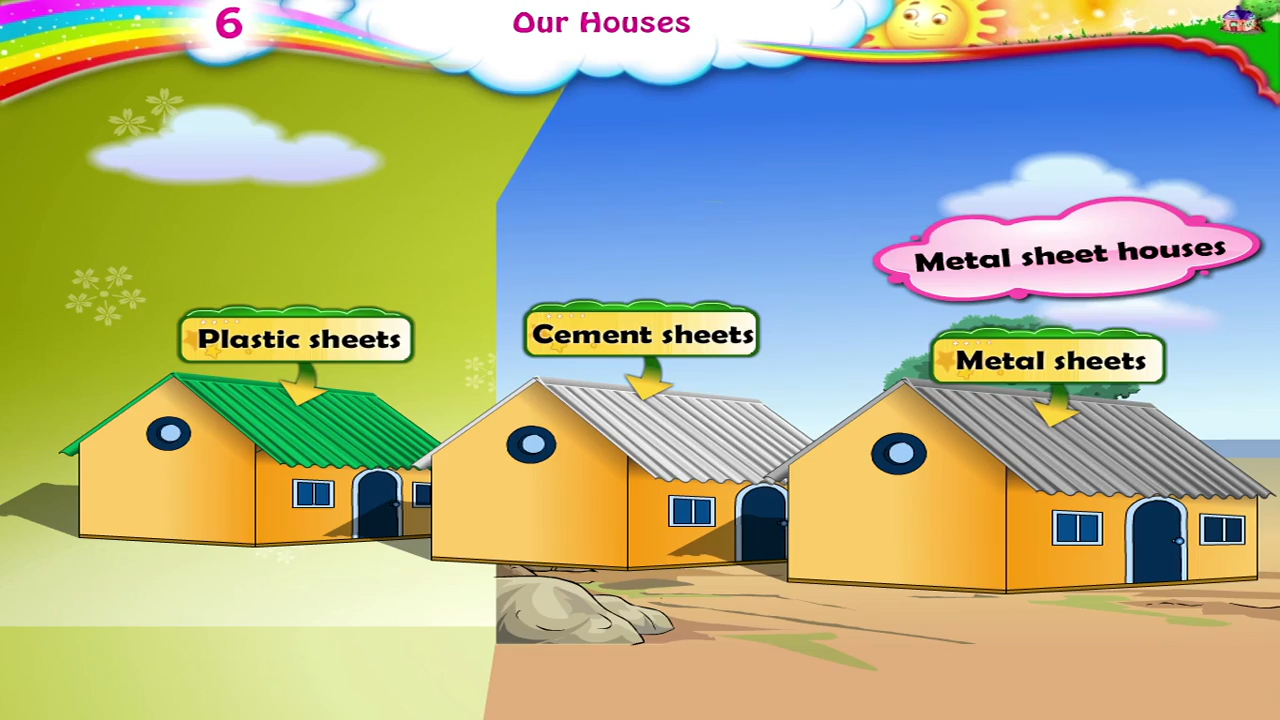 6
Our Houses
Metal sheet houses
Plastic sheets
Cement sheets
Metal sheets